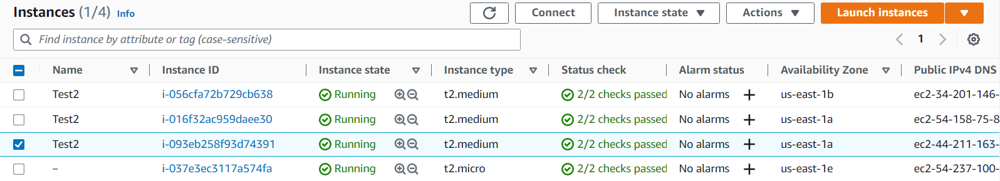 Instances (1/4) Info Connect Instance state Actions Launch instances
Find instance by attribute or tag (case-sensitive) 1
Name Instance ID Instance state Instance type Status check Alarm status Availability Zone Public IPv4 DNS
Test2 i-056cfa72b729cb638 Running t2.medium 2/2 checks passed No alarms + us-east-1b ec2-34-201-146-
Test2 i-016f32ac959daee30 Running t2.medium 2/2 checks passed No alarms + us-east-1a ec2-54-158-75-8
Test2 i-093eb258f93d74391 Running t2.medium 2/2 checks passed No alarms + us-east-1a ec2-44-211-163-
– i-037e3ec3117a574fa Running t2.micro 2/2 checks passed No alarms + us-east-1e ec2-54-237-100-